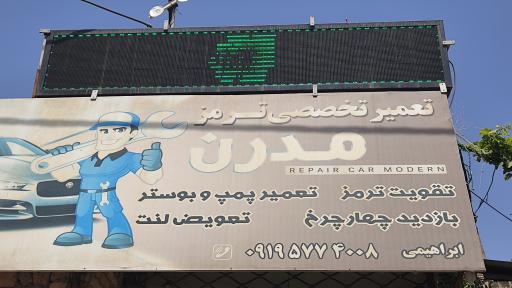 تعمیر تخصصی ترمز
مدرن
REPAIR CAR MODERN
تقویت ترمز تعمیر پمپ و بوستر
بازدید چهارچرخ تعویض لنت
ابراهیمی ۰۹۱۹ ۵۷۷ ۴۰۰۸